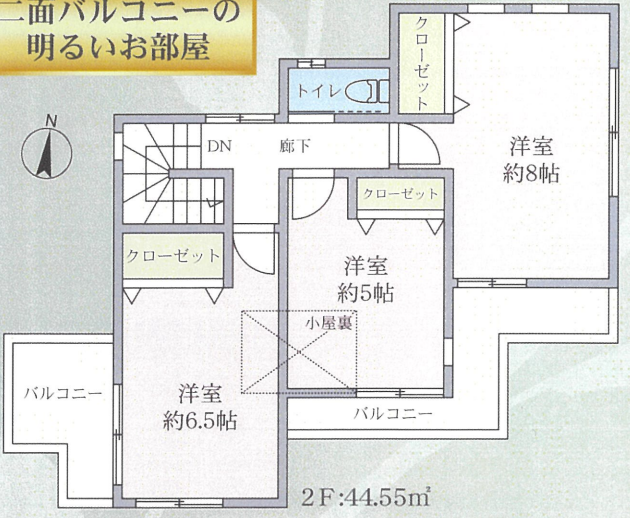 二面バルコニーの
明るいお部屋
N
クローゼット
トイレ
DN
廊下
洋室
約8帖
クローゼット
クローゼット
洋室
約5帖
小屋裏
バルコニー
洋室
約6.5帖
バルコニー
2F:44.55㎡